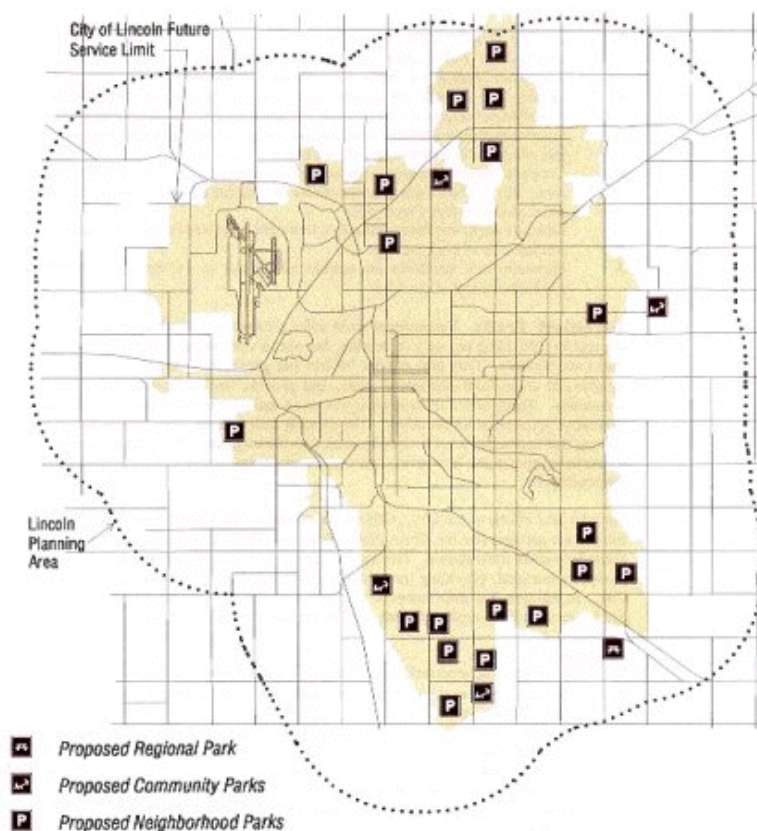 City of Lincoln Future
Service Limit
P
P
P
P
P
P
P
P
P
Lincoln
Planning
Area
P
P
P
P
P
P
P
P
P
P
Proposed Regional Park
Proposed Community Parks
P Proposed Neighborhood Parks